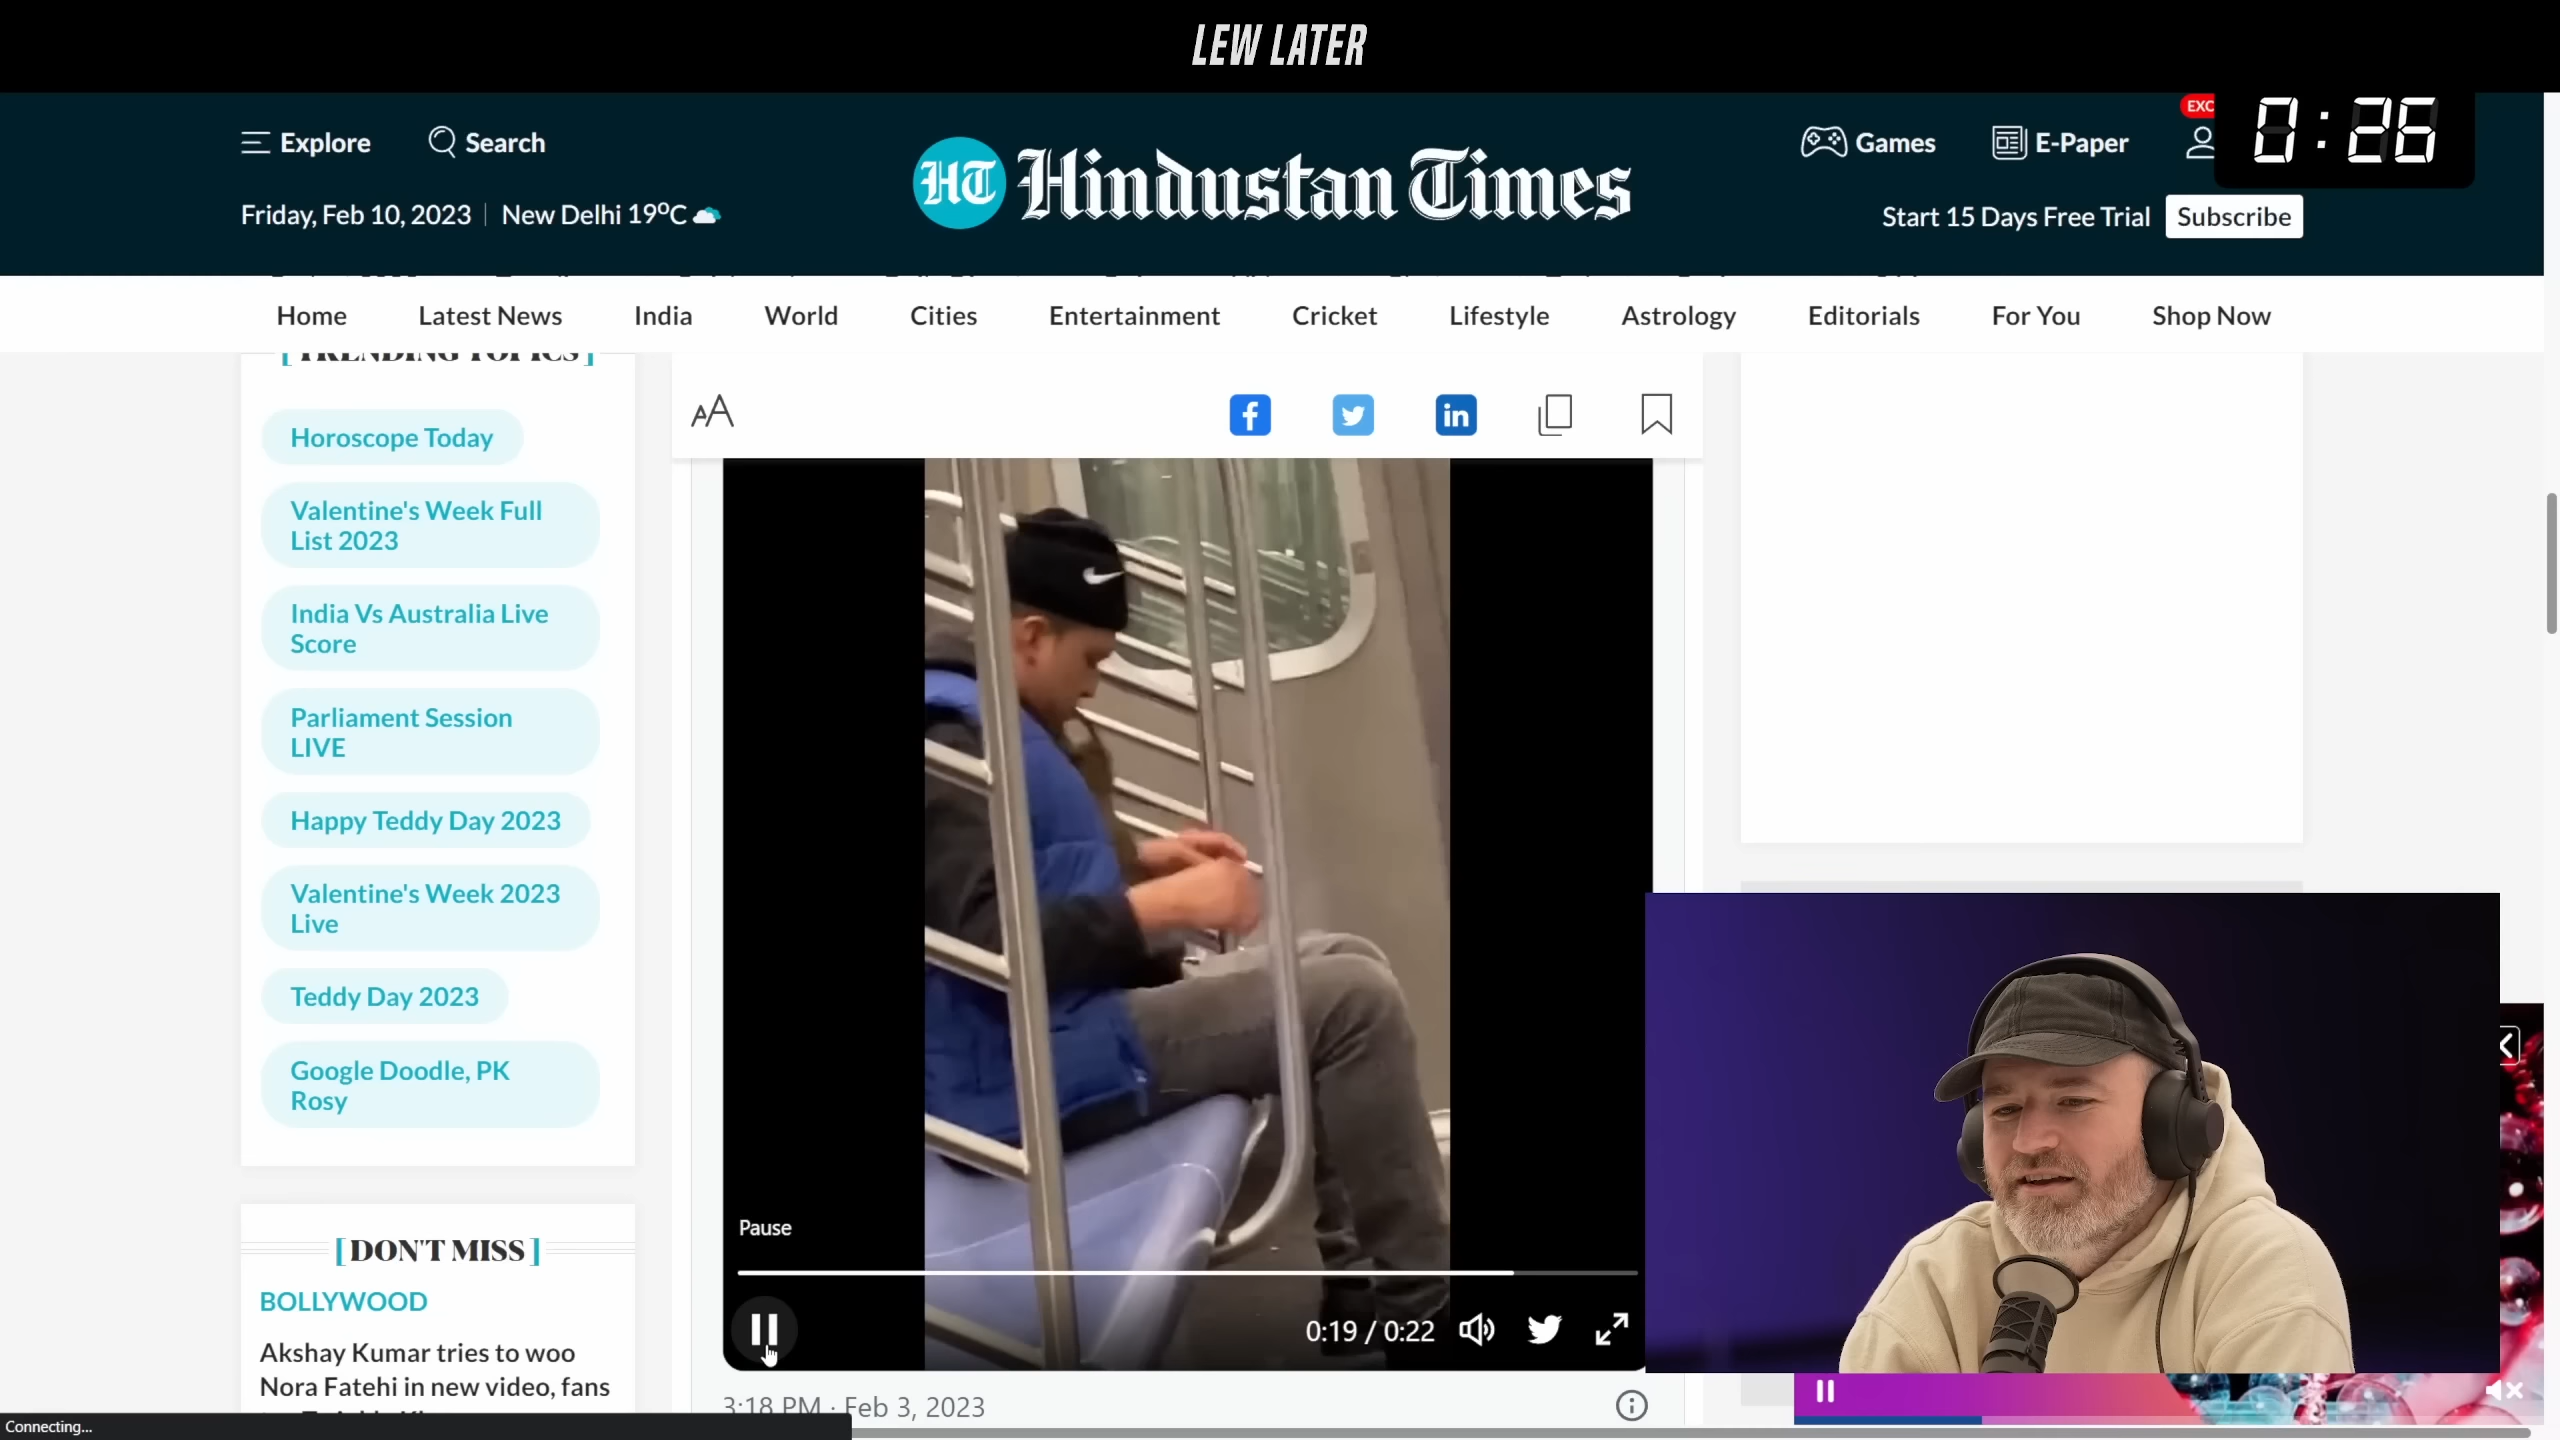 LEW LATER
Explore
Search
HT Hindustan Times
Games
E-Paper
EXC
0:26
Friday, Feb 10, 2023
New Delhi 19°C
Start 15 Days Free Trial
Subscribe
Home
Latest News
India
World
Cities
Entertainment
Cricket
Lifestyle
Astrology
Editorials
For You
Shop Now
[TRENDING TOPICS]
Horoscope Today
Valentine's Week Full
List 2023
India Vs Australia Live
Score
Parliament Session
LIVE
Happy Teddy Day 2023
Valentine's Week 2023
Live
Teddy Day 2023
Google Doodle, PK
Rosy
[DON'T MISS]
BOLLYWOOD
Akshay Kumar tries to woo
Nora Fatehi in new video, fans
AA
Pause
0:19 / 0:22
3:18 PM · Feb 3, 2023
Connecting...